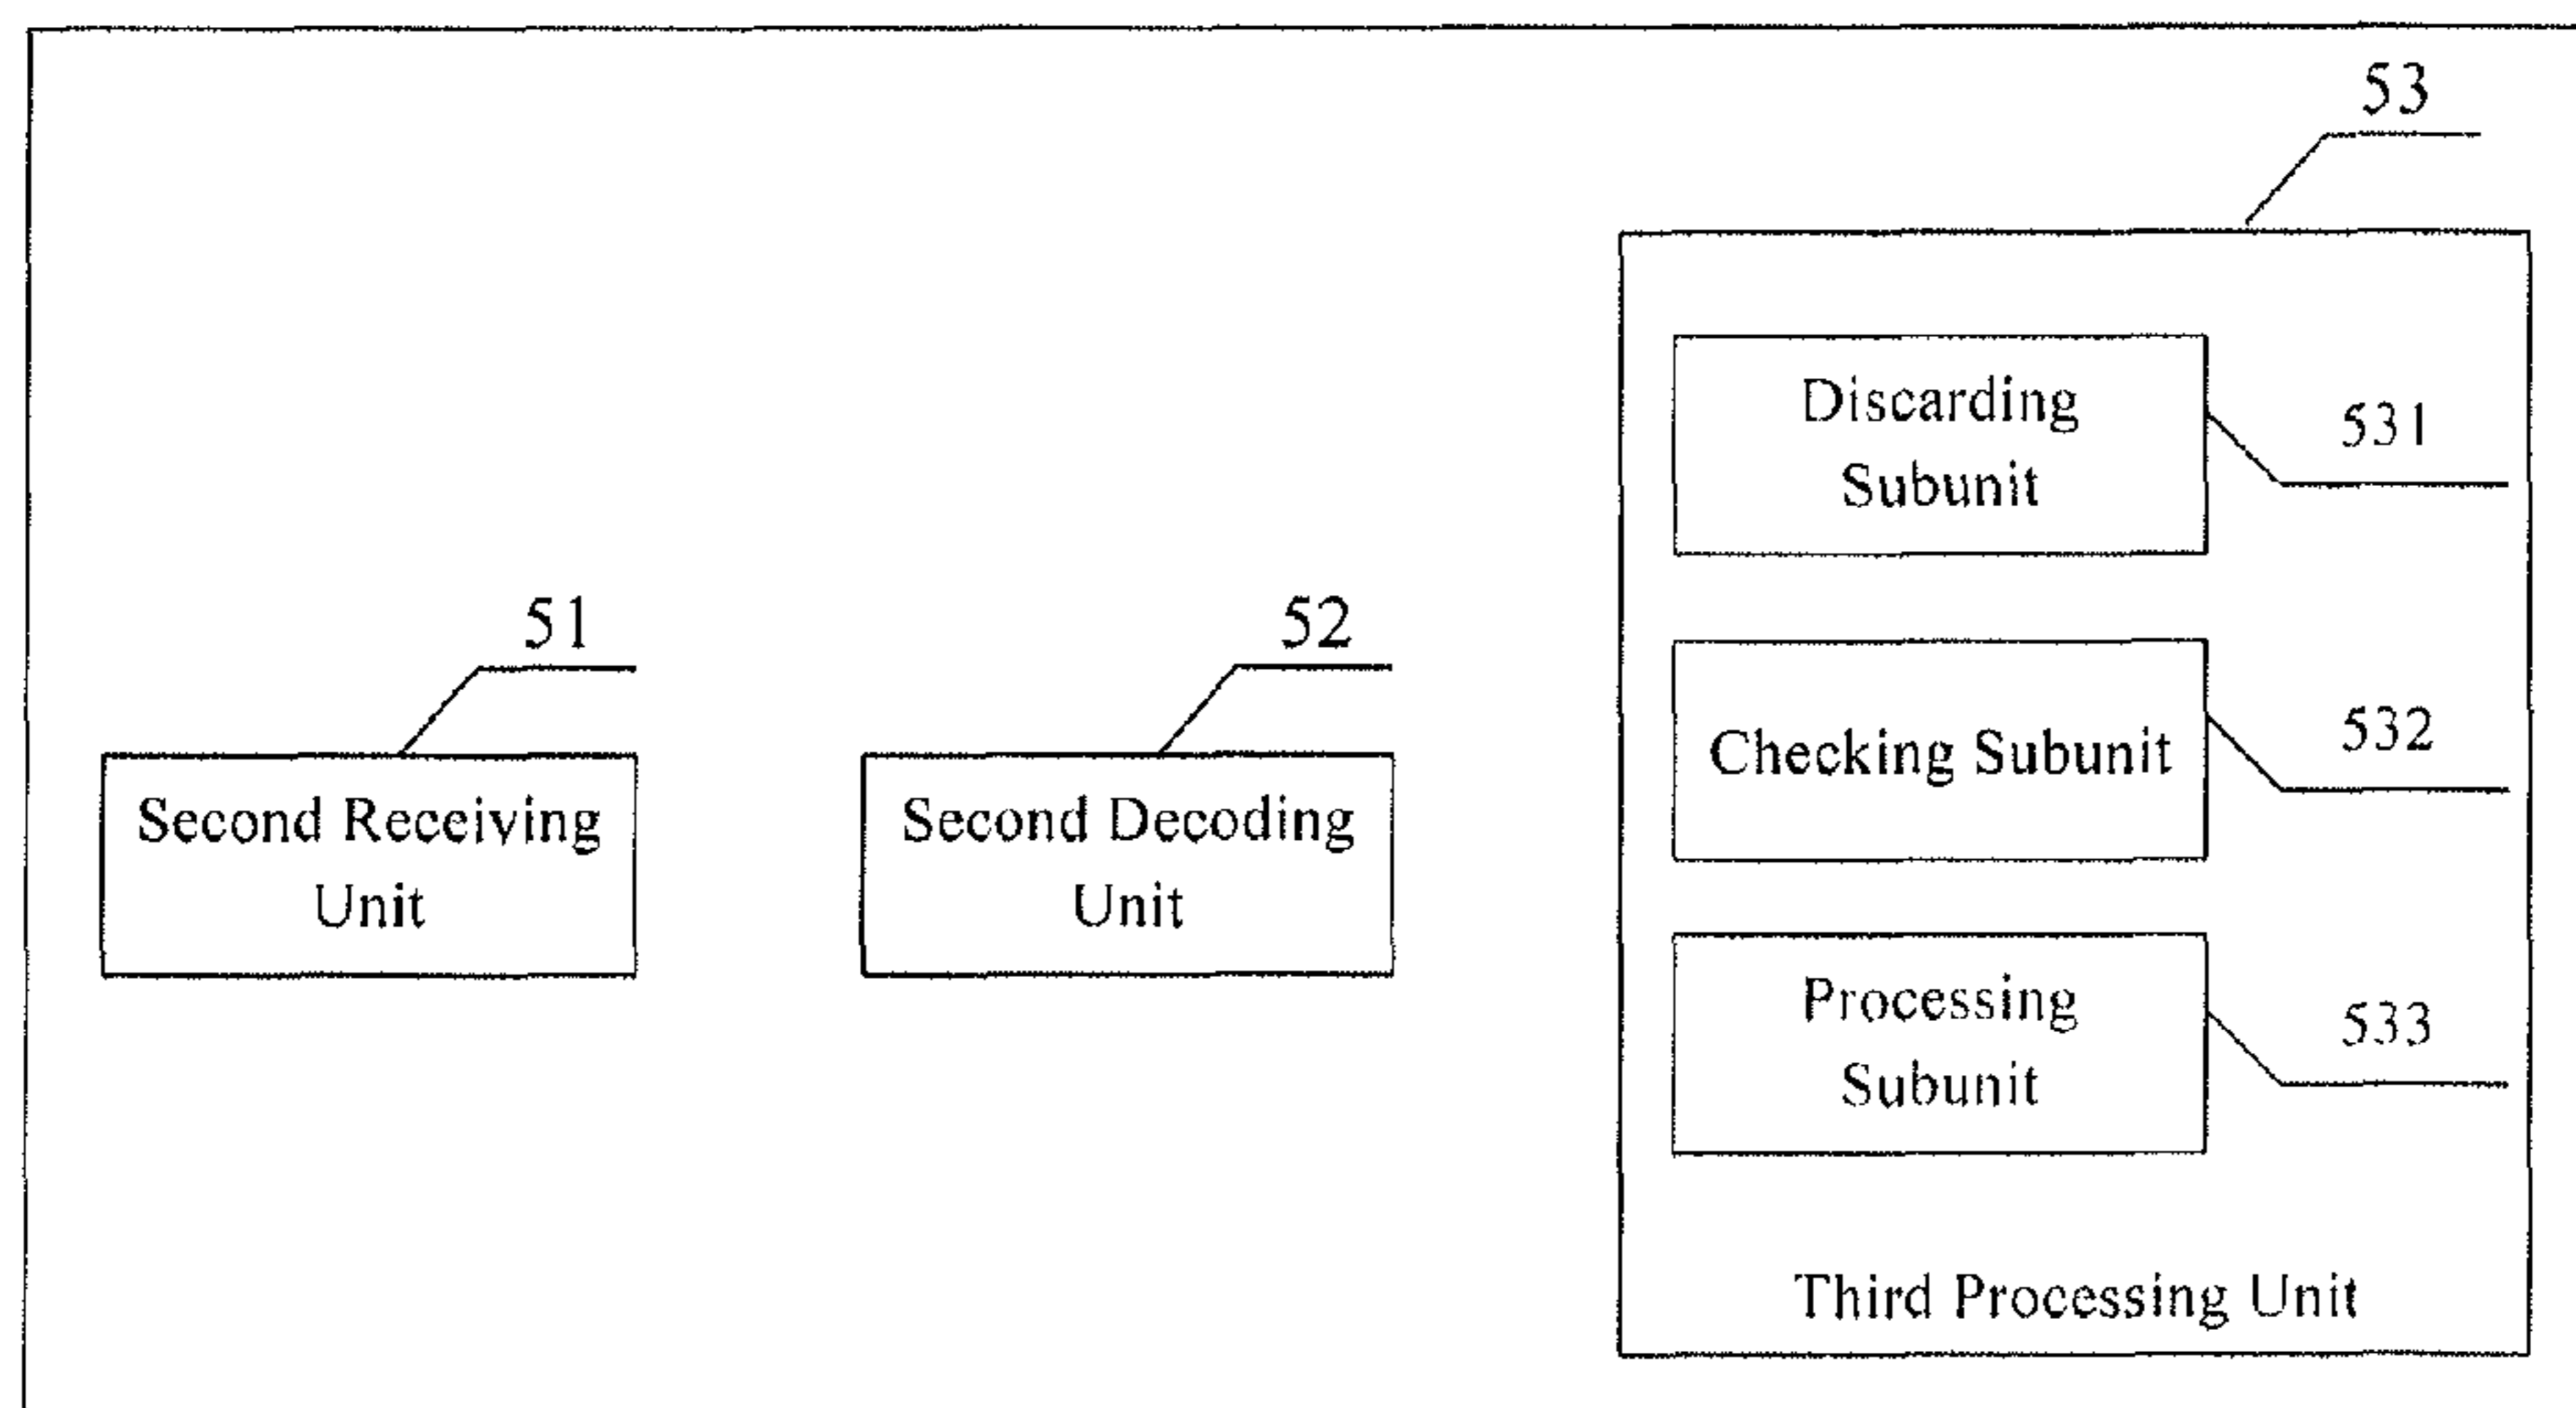 53
Discarding
Subunit
531
51
52
Checking Subunit
532
Second Receiving
Unit
Second Decoding
Unit
Processing
Subunit
533
Third Processing Unit